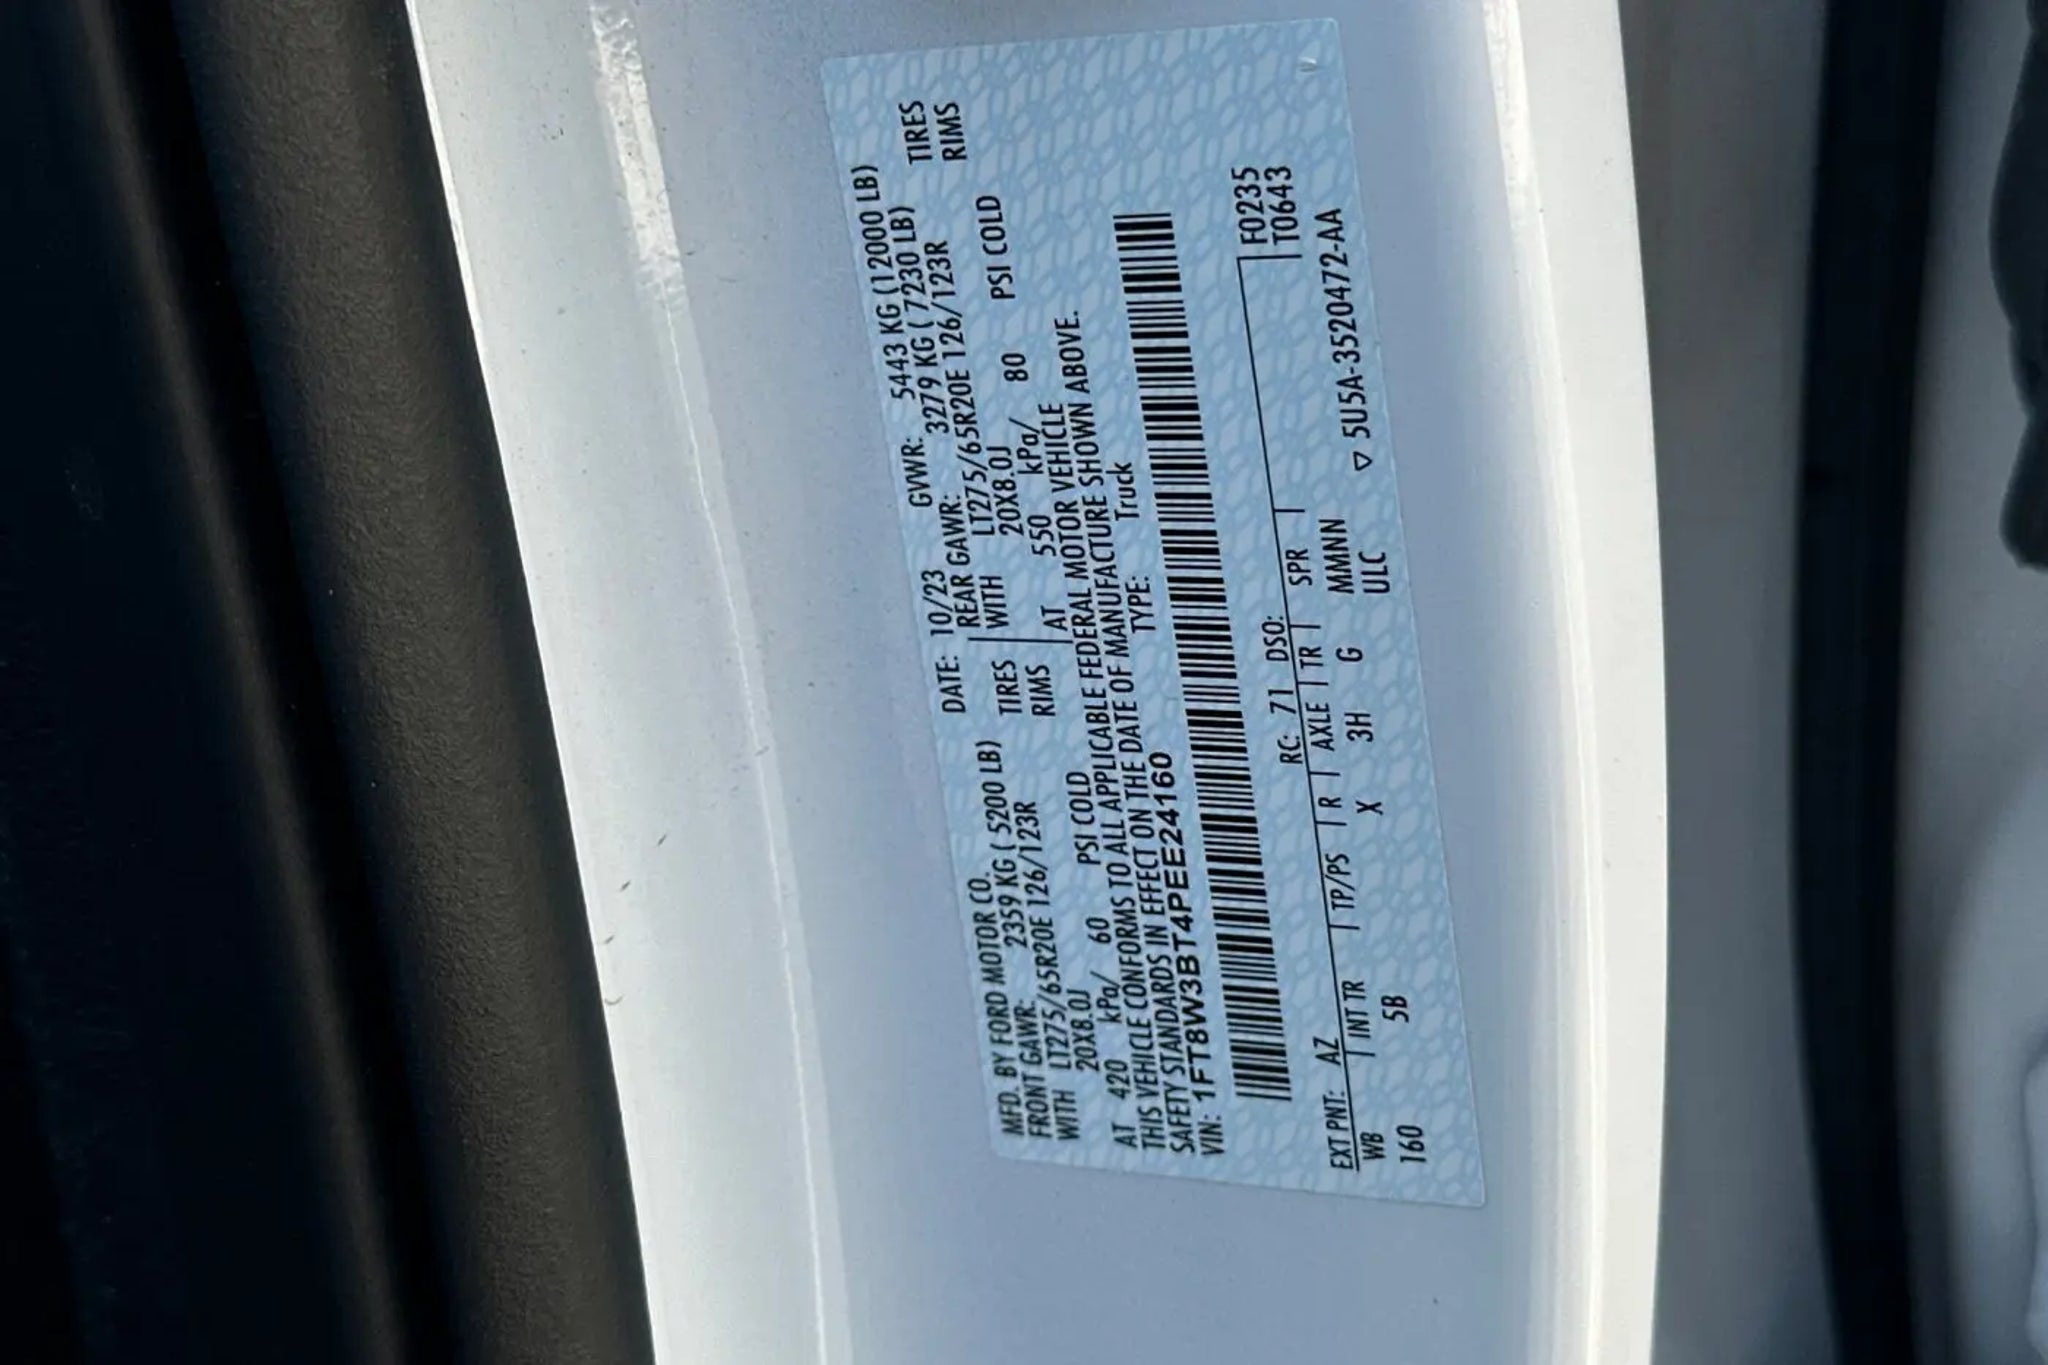 MFD. BY FORD MOTOR CO. DATE: 10/23 GVWR: 5443 KG (12000 LB)
FRONT GAWR: 2359 KG ( 5200 LB) REAR GAWR: 3279 KG ( 7230 LB)
WITH LT275/65R20E 126/123R TIRES WITH LT275/65R20E 126/123R TIRES
20X8.0J RIMS 20X8.0J RIMS
AT 420 kPa/ 60 PSI COLD AT 550 kPa/ 80 PSI COLD
THIS VEHICLE CONFORMS TO ALL APPLICABLE FEDERAL MOTOR VEHICLE
SAFETY STANDARDS IN EFFECT ON THE DATE OF MANUFACTURE SHOWN ABOVE.
VIN: 1FT8W3BT4PEE24160 TYPE: Truck
EXT PNT: AZ RC: 71 DSO: F0235
WB INT TR TP/PS R AXLE TR SPR T0643
160 5B X 3H G MMMNN
ULC ▽ 5U5A-3520472-AA